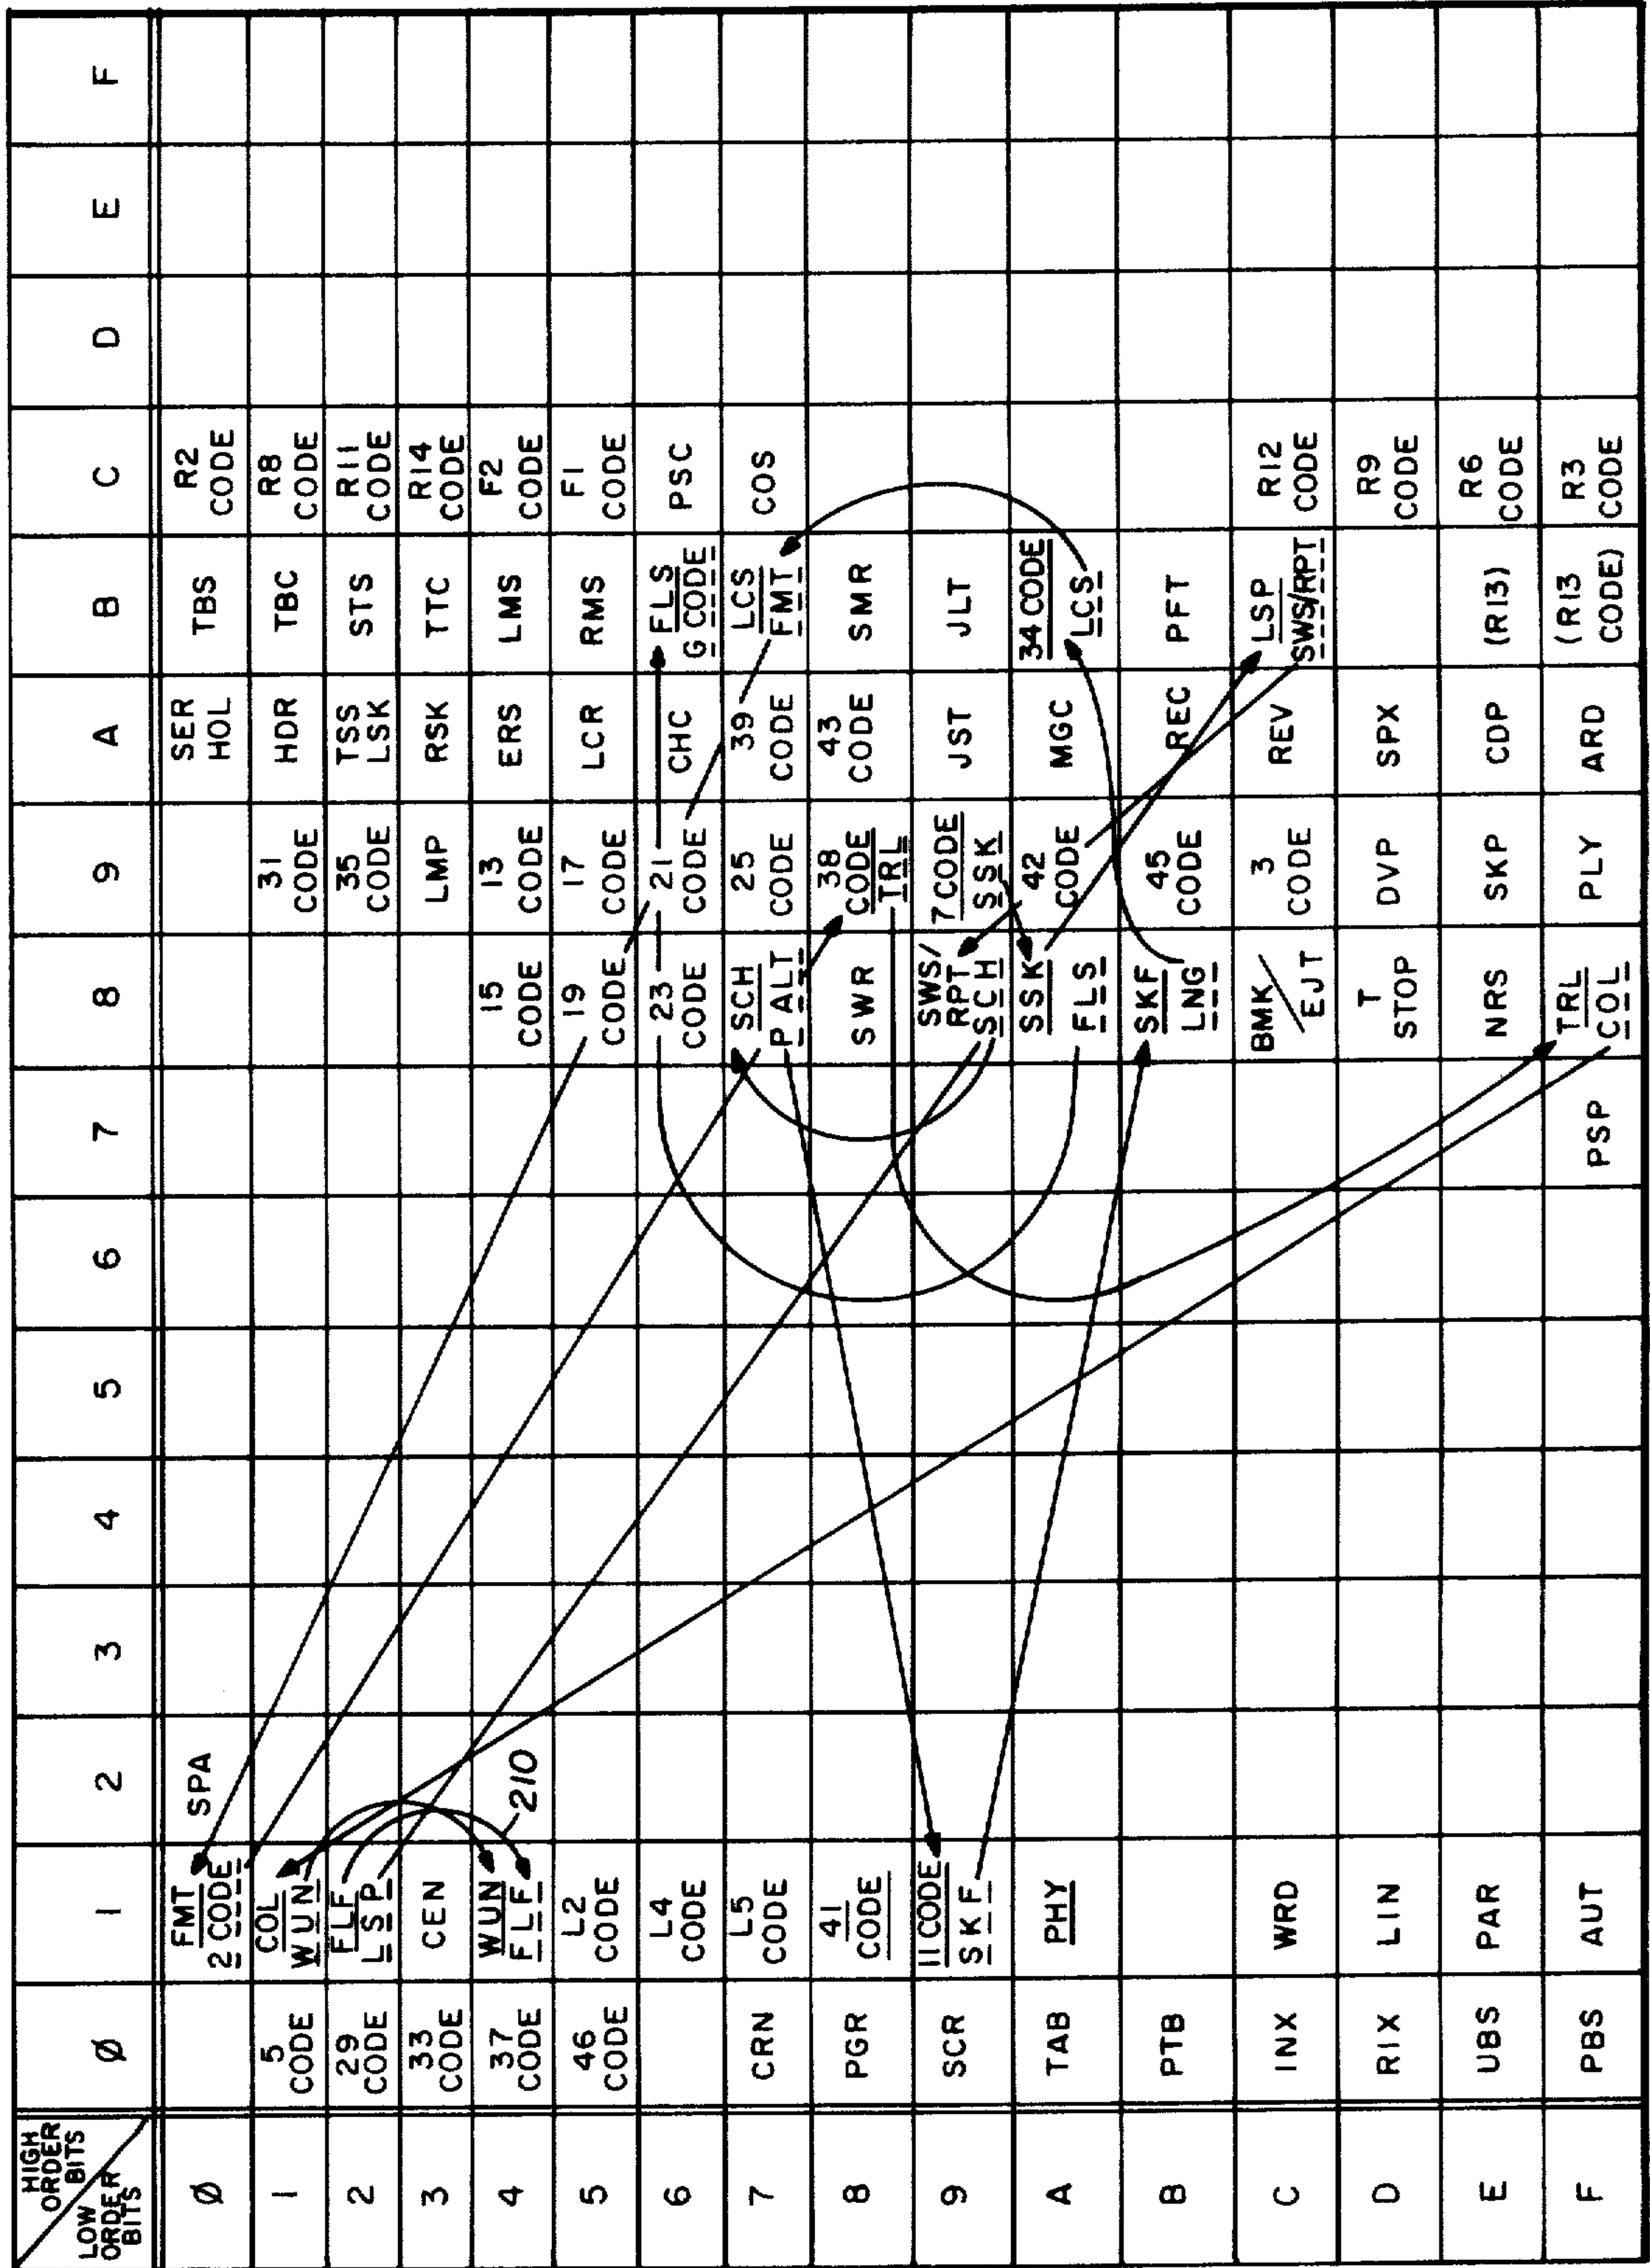 HIGH
ORDER
BITS
LOW
ORDER
BITS
Ø 1 2 3 4 5 6 7 8 9 A B C D E F
Ø
FMT
2 CODE
SPA
SER
HOL
TBS
R2
CODE
1
5
CODE
COL
WUN
31
CODE
HDR
TBC
R8
CODE
2
29
CODE
FLF
LSP
35
CODE
TSS
LSK
STS
R11
CODE
3
33
CODE
CEN
LMP
RSK
TTC
R14
CODE
4
37
CODE
WUN
FLF
210
15
CODE
13
CODE
ERS
LMS
F2
CODE
5
46
CODE
L2
CODE
19
CODE
17
CODE
LCR
RMS
F1
CODE
6
L4
CODE
23
CODE
21
CODE
CHC
FLS
G CODE
PSC
7
CRN
L5
CODE
SCH
P ALT
25
CODE
39
CODE
LCS
FMT
COS
8
PGR
41
CODE
SWR
38
CODE
TRL
43
CODE
SMR
9
SCR
11 CODE
SKF
SWS/
RPT
SCH
7 CODE
SSK
JST
JLT
A
TAB
PHY
SSK
FLS
42
CODE
MGC
34 CODE
LCS
B
PTB
SKF
LNG
45
CODE
REC
PFT
C
INX
WRD
BMK/
EJT
3
CODE
REV
LSP
SWS/RPT
R12
CODE
D
RIX
LIN
T
STOP
DVP
SPX
R9
CODE
E
UBS
PAR
NRS
SKP
CDP
(R13)
R6
CODE
F
PBS
AUT
PSP
TRL
COL
PLY
ARD
(R13
CODE)
R3
CODE